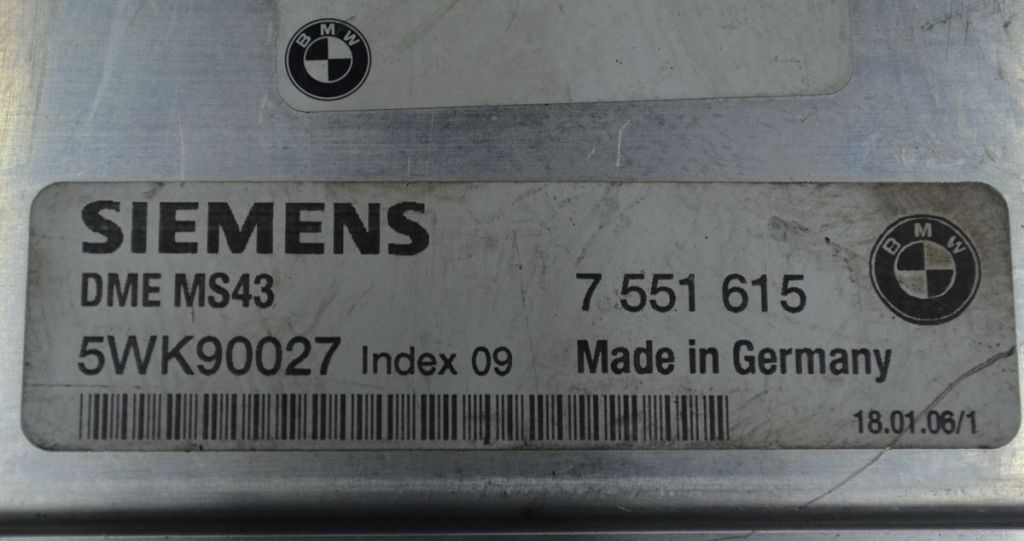 BMW
SIEMENS
BMW
DME MS43
7 551 615
5WK90027 Index 09
Made in Germany
18.01.06/1